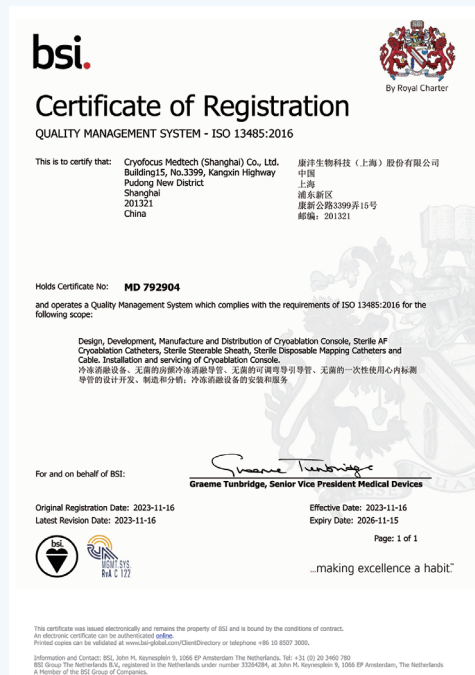 bsi.
By Royal Charter
Certificate of Registration
QUALITY MANAGEMENT SYSTEM - ISO 13485:2016
This is to certify that:
Cryofocus Medtech (Shanghai) Co., Ltd.
Building15, No.3399, Kangxin Highway
Pudong New District
Shanghai
201321
China
康沣生物科技（上海）股份有限公司
中国
上海
浦东新区
康新公路3399弄15号
邮编：201321
Holds Certificate No: MD 792904
and operates a Quality Management System which complies with the requirements of ISO 13485:2016 for the
following scope:
Design, Development, Manufacture and Distribution of Cryoablation Console, Sterile AF
Cryoablation Catheters, Sterile Steerable Sheath, Sterile Disposable Mapping Catheters and
Cable. Installation and servicing of Cryoablation Console.
冷冻消融设备、无菌的房颤冷冻消融导管、无菌的可调弯导引导管、无菌的一次性使用心内标测
导管的设计开发、制造和分销；冷冻消融设备的安装和服务
For and on behalf of BSI:
Graeme Tunbridge
Graeme Tunbridge, Senior Vice President Medical Devices
Original Registration Date: 2023-11-16
Effective Date: 2023-11-16
Latest Revision Date: 2023-11-16
Expiry Date: 2026-11-15
Page: 1 of 1
bsi.
MGMT.SYS.
RvA C 122
...making excellence a habit.™
This certificate was issued electronically and remains the property of BSI and is bound by the conditions of contract.
An electronic certificate can be authenticated online.
Printed copies can be validated at www.bsi-global.com/ClientDirectory or telephone +86 10 8507 3000.
Information and Contact: BSI, John M. Keynesplein 9, 1066 EP Amsterdam The Netherlands. Tel: +31 (0) 20 3460 780
BSI Group The Netherlands B.V., registered in the Netherlands under number 33264284, at John M. Keynesplein 9, 1066 EP Amsterdam, The Netherlands
A Member of the BSI Group of Companies.